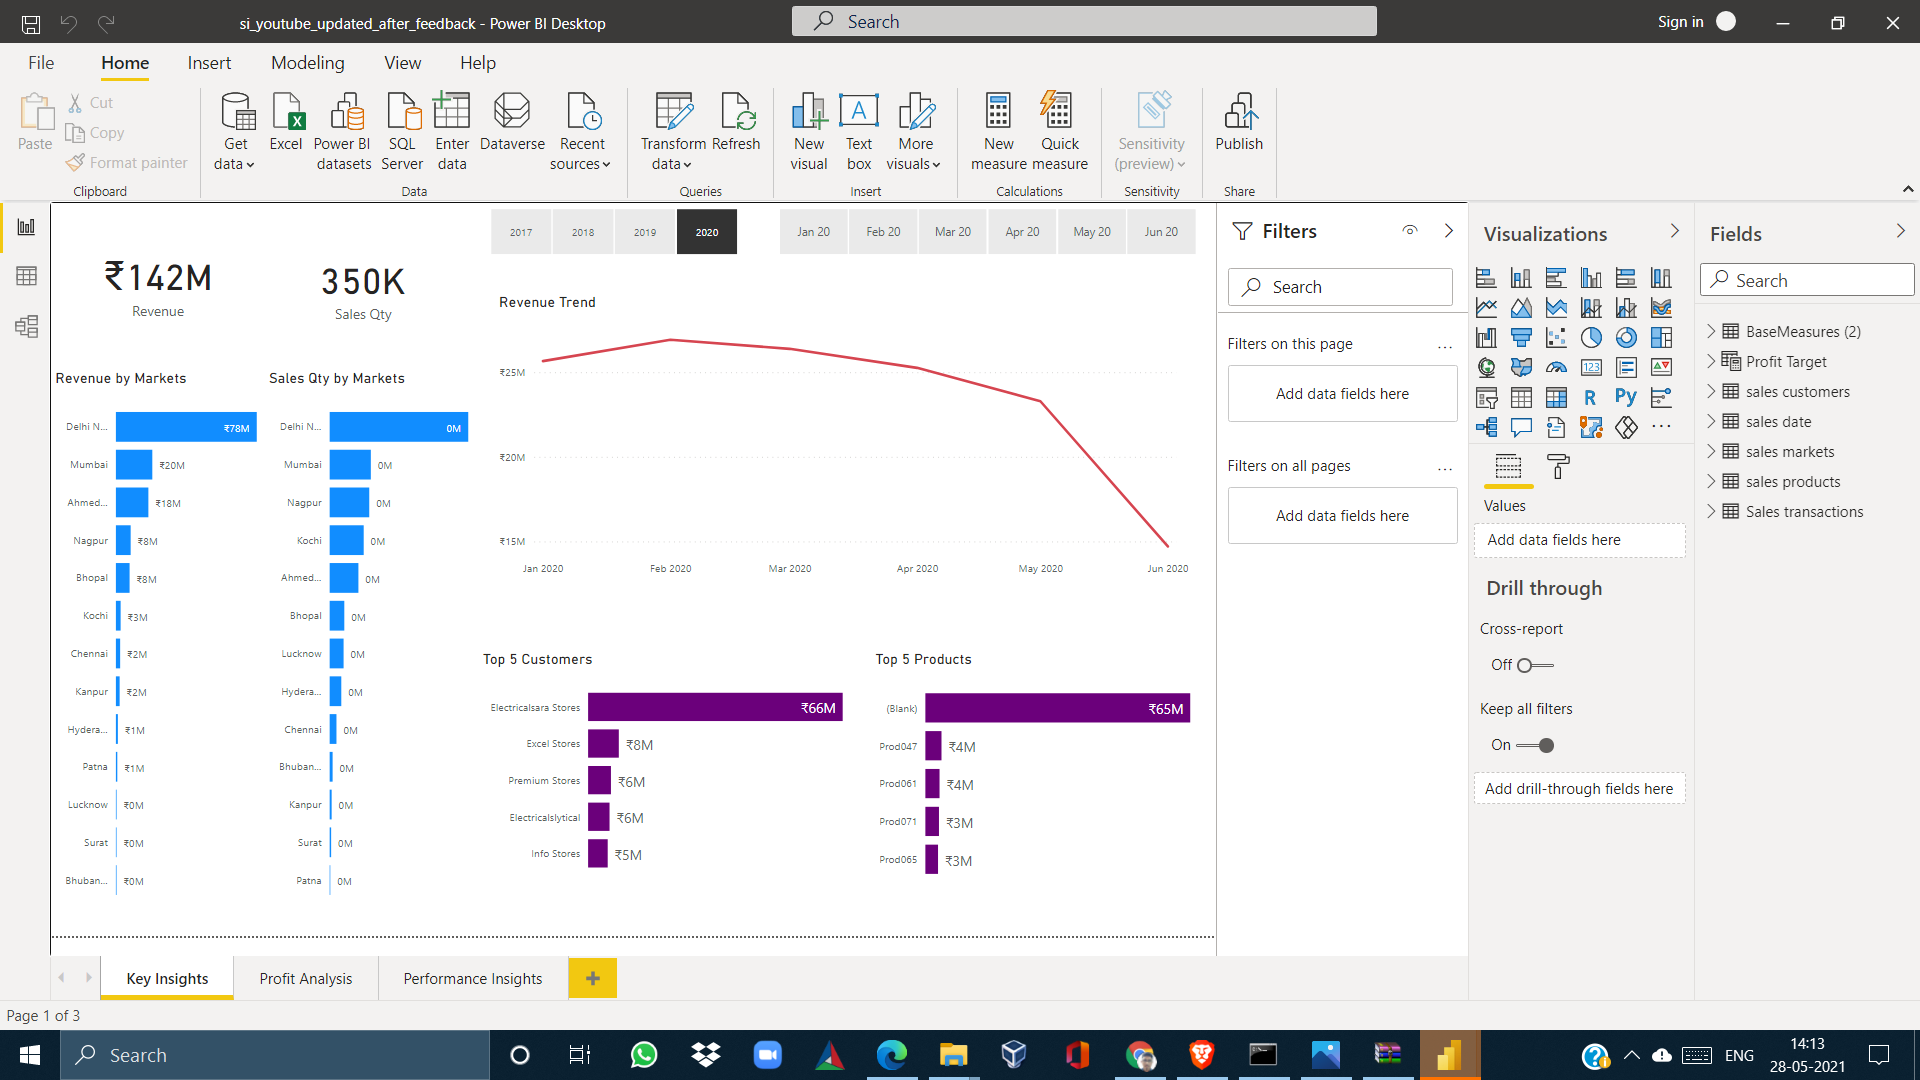 si_youtube_updated_after_feedback - Power BI Desktop
Search
Sign in
File
Home
Insert
Modeling
View
Help
Paste
Cut
Copy
Format painter
Clipboard
Get data
Excel
Power BI datasets
SQL Server
Enter data
Dataverse
Recent sources
Data
Transform data
Refresh
Queries
New visual
Text box
More visuals
Insert
New measure
Quick measure
Calculations
Sensitivity (preview)
Sensitivity
Publish
Share
₹142M
Revenue
350K
Sales Qty
2017
2018
2019
2020
Jan 20
Feb 20
Mar 20
Apr 20
May 20
Jun 20
Revenue by Markets
Delhi N... ₹78M
Mumbai ₹20M
Ahmed... ₹18M
Nagpur ₹8M
Bhopal ₹8M
Kochi ₹3M
Chennai ₹2M
Kanpur ₹2M
Hydera... ₹1M
Patna ₹1M
Lucknow ₹0M
Surat ₹0M
Bhuban... ₹0M
Sales Qty by Markets
Delhi N... 0M
Mumbai 0M
Nagpur 0M
Kochi 0M
Ahmed... 0M
Bhopal 0M
Lucknow 0M
Hydera... 0M
Chennai 0M
Bhuban... 0M
Kanpur 0M
Surat 0M
Patna 0M
Revenue Trend
₹25M
₹20M
₹15M
Jan 2020
Feb 2020
Mar 2020
Apr 2020
May 2020
Jun 2020
Top 5 Customers
Electricalsara Stores ₹66M
Excel Stores ₹8M
Premium Stores ₹6M
Electricalslytical ₹6M
Info Stores ₹5M
Top 5 Products
(Blank) ₹65M
Prod047 ₹4M
Prod061 ₹4M
Prod071 ₹3M
Prod065 ₹3M
Filters
Search
Filters on this page ...
Add data fields here
Filters on all pages ...
Add data fields here
Visualizations
123
R
Py
...
Values
Add data fields here
Drill through
Cross-report
Off
Keep all filters
On
Add drill-through fields here
Fields
Search
BaseMeasures (2)
Profit Target
sales customers
sales date
sales markets
sales products
Sales transactions
Key Insights
Profit Analysis
Performance Insights
+
Page 1 of 3
Search
ENG
14:13
28-05-2021